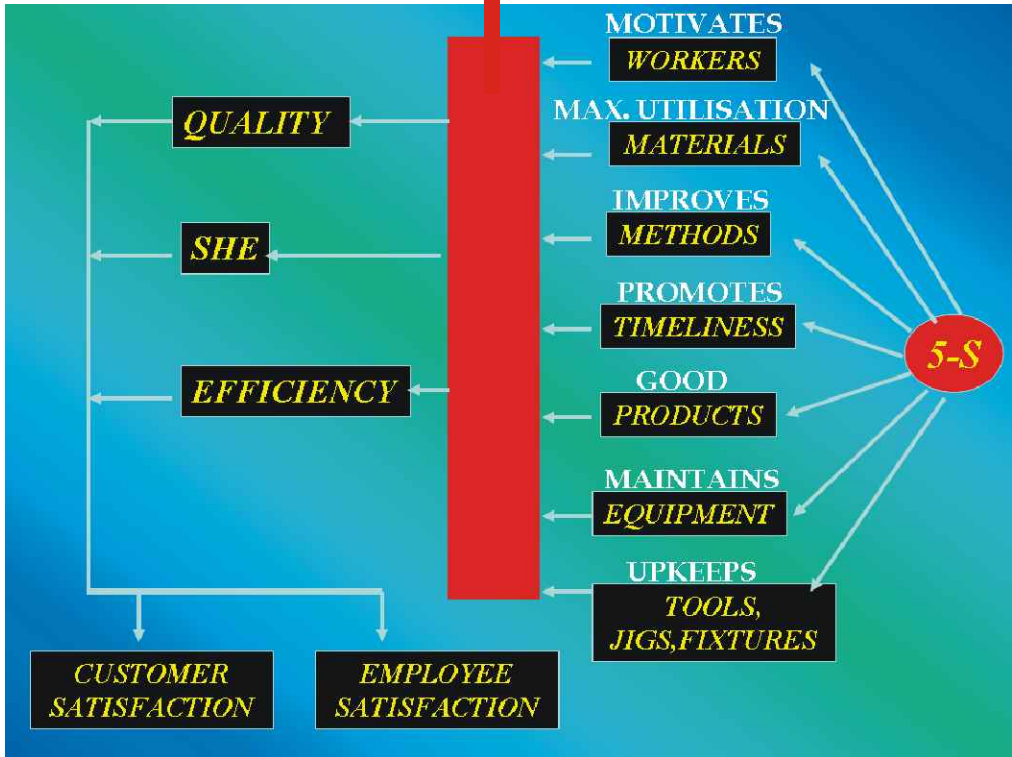 MOTIVATES
WORKERS
MAX. UTILISATION
MATERIALS
IMPROVES
METHODS
PROMOTES
TIMELINESS
GOOD
PRODUCTS
MAINTAINS
EQUIPMENT
UPKEEPS
TOOLS,
JIGS,FIXTURES
5-S
QUALITY
SHE
EFFICIENCY
CUSTOMER
SATISFACTION
EMPLOYEE
SATISFACTION